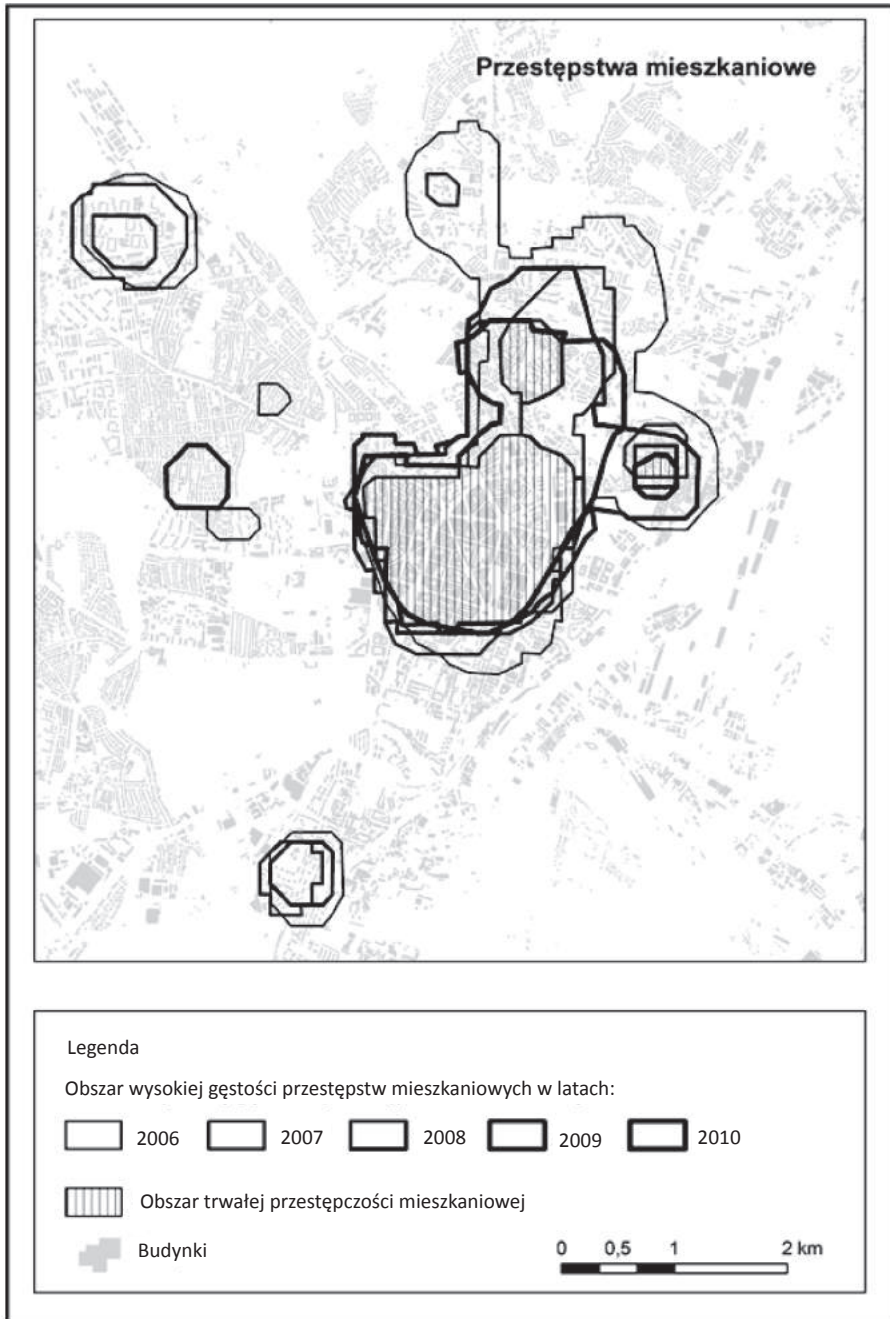 Przestępstwa mieszkaniowe
Legenda
Obszar wysokiej gęstości przestępstw mieszkaniowych w latach:
2006 2007 2008 2009 2010
Obszar trwałej przestępczości mieszkaniowej
Budynki
0 0,5 1 2 km